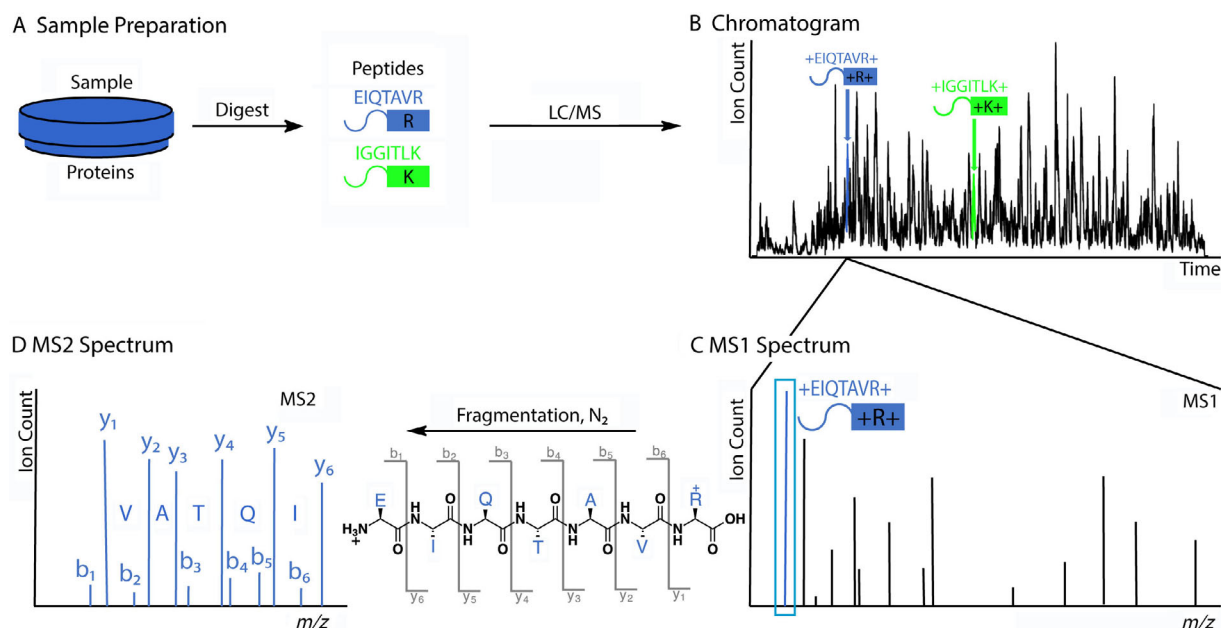 A Sample Preparation
Sample
Proteins
Digest
Peptides
EIQTAVR
R
IGGITLK
K
LC/MS
B Chromatogram
Ion Count
+EIQTAVR+
+R+
+IGGITLK+
+K+
Time
C MS1 Spectrum
Ion Count
+EIQTAVR+
+R+
MS1
m/z
Fragmentation, N₂
b₁ b₂ b₃ b₄ b₅ b₆
E Q A R+
H₃N+ O H N O H N O H N O H N O H N O H N O OH
I T V
y₆ y₅ y₄ y₃ y₂ y₁
D MS2 Spectrum
Ion Count
MS2
y₁ y₂ y₃ y₄ y₅ y₆
V A T Q I
b₁ b₂ b₃ b₄ b₅ b₆
m/z